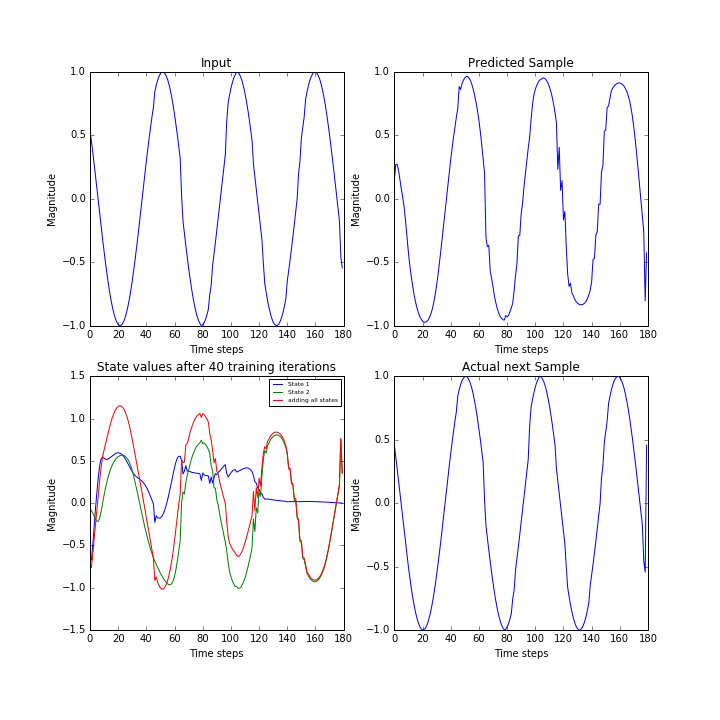 Input
1.0
0.5
0.0
−0.5
−1.0
Magnitude
0 20 40 60 80 100 120 140 160 180
Time steps
Predicted Sample
1.0
0.5
0.0
−0.5
−1.0
Magnitude
0 20 40 60 80 100 120 140 160 180
Time steps
State values after 40 training iterations
1.5
1.0
0.5
0.0
−0.5
−1.0
−1.5
Magnitude
State 1
State 2
adding all states
0 20 40 60 80 100 120 140 160 180
Time steps
Actual next Sample
1.0
0.5
0.0
−0.5
−1.0
Magnitude
0 20 40 60 80 100 120 140 160 180
Time steps